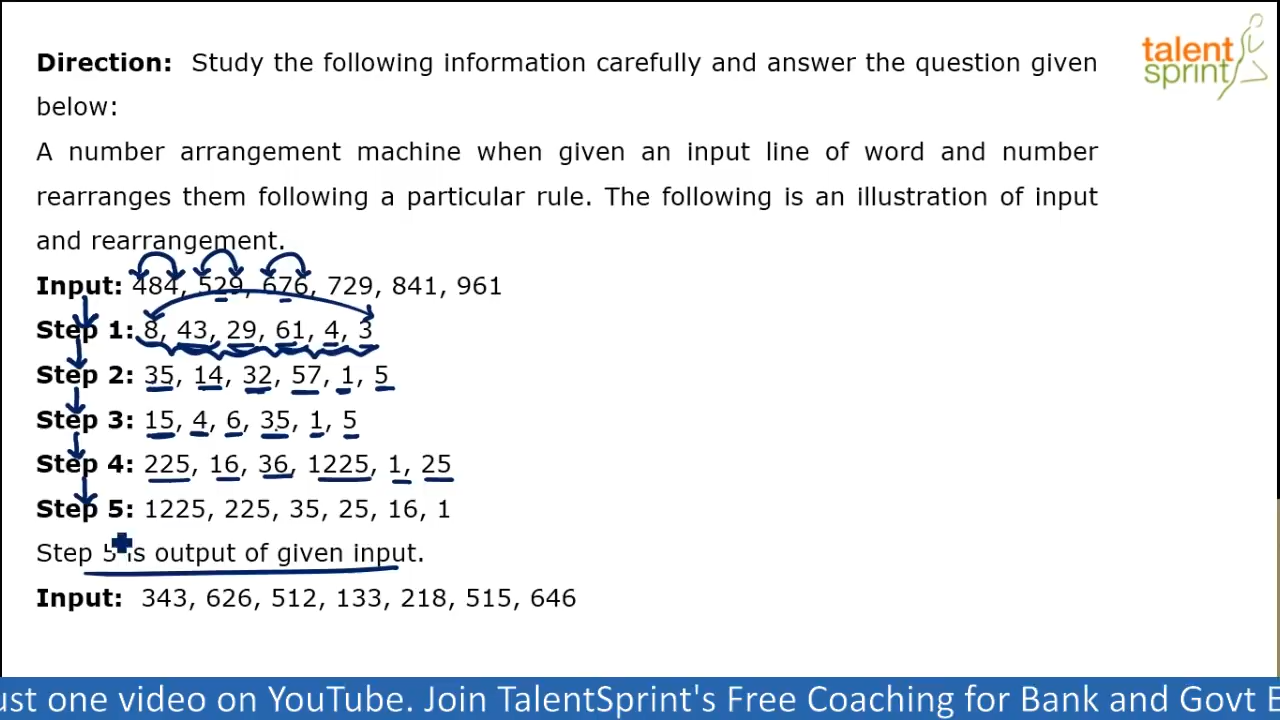 talent
sprint
Direction: Study the following information carefully and answer the question given
below:
A number arrangement machine when given an input line of word and number
rearranges them following a particular rule. The following is an illustration of input
and rearrangement.
Input: 484, 529, 676, 729, 841, 961
Step 1: 8, 43, 29, 61, 4, 3
Step 2: 35, 14, 32, 57, 1, 5
Step 3: 15, 4, 6, 35, 1, 5
Step 4: 225, 16, 36, 1225, 1, 25
Step 5: 1225, 225, 35, 25, 16, 1
Step 5 is output of given input.
Input: 343, 626, 512, 133, 218, 515, 646
ust one video on YouTube. Join TalentSprint's Free Coaching for Bank and Govt E